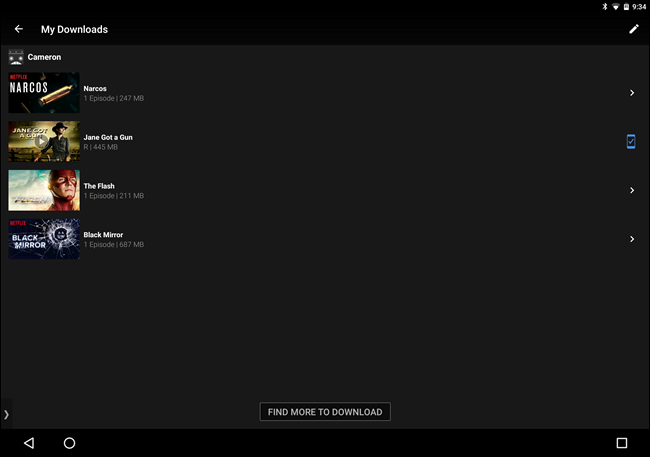 9:34
My Downloads
Cameron
NETFLIX
NARCOS
Narcos
1 Episode | 247 MB
JANE GOT
A GUN
Jane Got a Gun
R | 445 MB
The Flash
1 Episode | 211 MB
NETFLIX
BLACK MIRROR
Black Mirror
1 Episode | 687 MB
FIND MORE TO DOWNLOAD